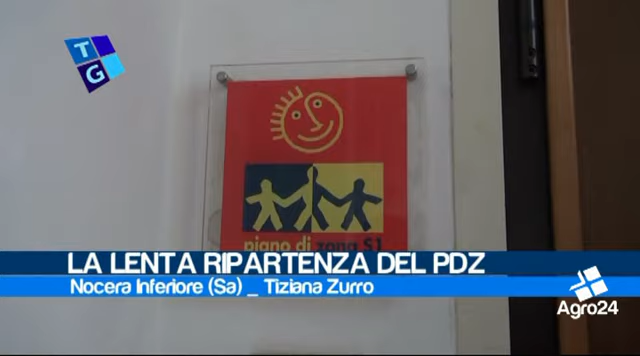 TG
piano di zona S1
LA LENTA RIPARTENZA DEL PDZ
Nocera Inferiore (Sa) _ Tiziana Zurro
Agro24